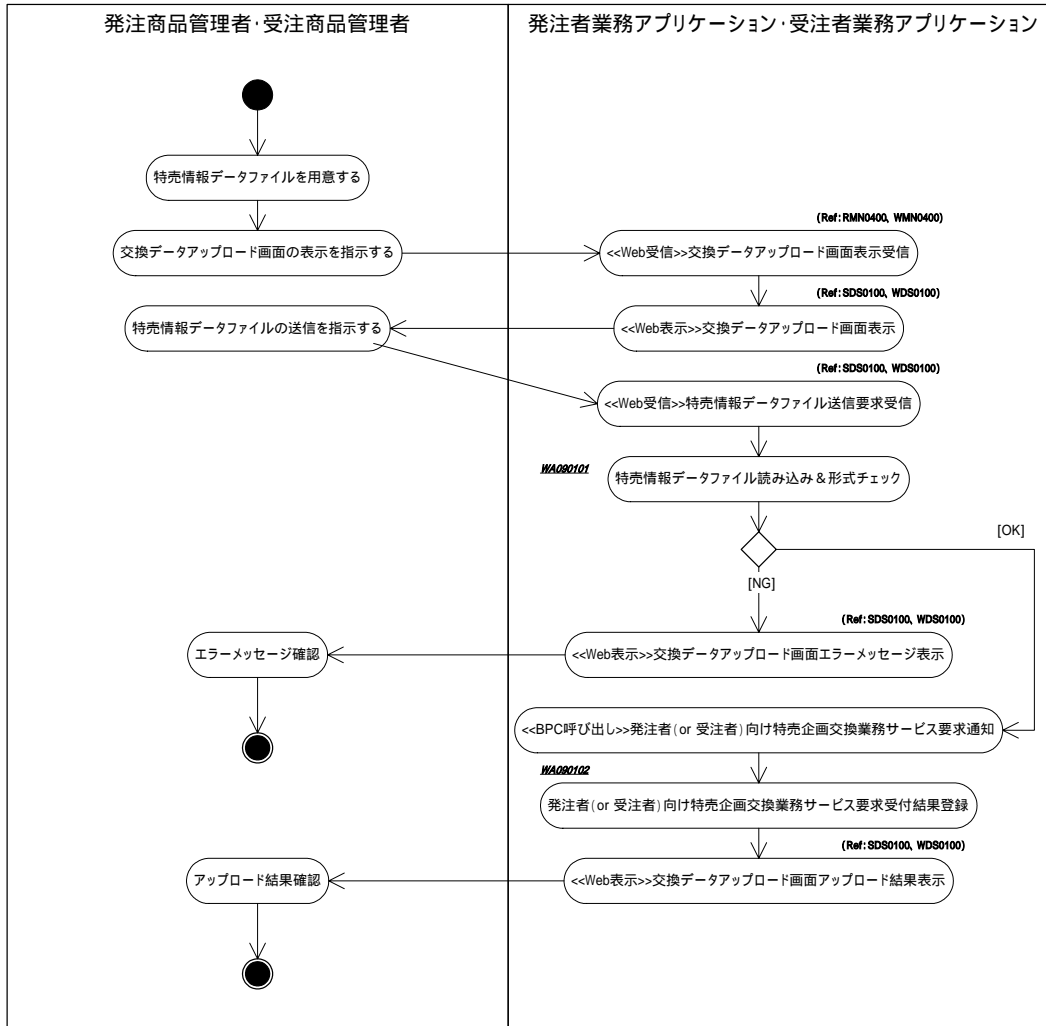 発注商品管理者・受注商品管理者
発注者業務アプリケーション・受注者業務アプリケーション
特売情報データファイルを用意する
(Ref:RMN0400, WMN0400)
交換データアップロード画面の表示を指示する
<<Web受信>>交換データアップロード画面表示受信
(Ref:SDS0100, WDS0100)
特売情報データファイルの送信を指示する
<<Web表示>>交換データアップロード画面表示
(Ref:SDS0100, WDS0100)
<<Web受信>>特売情報データファイル送信要求受信
WA090101
特売情報データファイル読み込み＆形式チェック
[OK]
[NG]
(Ref:SDS0100, WDS0100)
エラーメッセージ確認
<<Web表示>>交換データアップロード画面エラーメッセージ表示
<<BPC呼び出し>>発注者(or 受注者)向け特売企画交換業務サービス要求通知
WA090102
発注者(or 受注者)向け特売企画交換業務サービス要求受付結果登録
(Ref:SDS0100, WDS0100)
アップロード結果確認
<<Web表示>>交換データアップロード画面アップロード結果表示